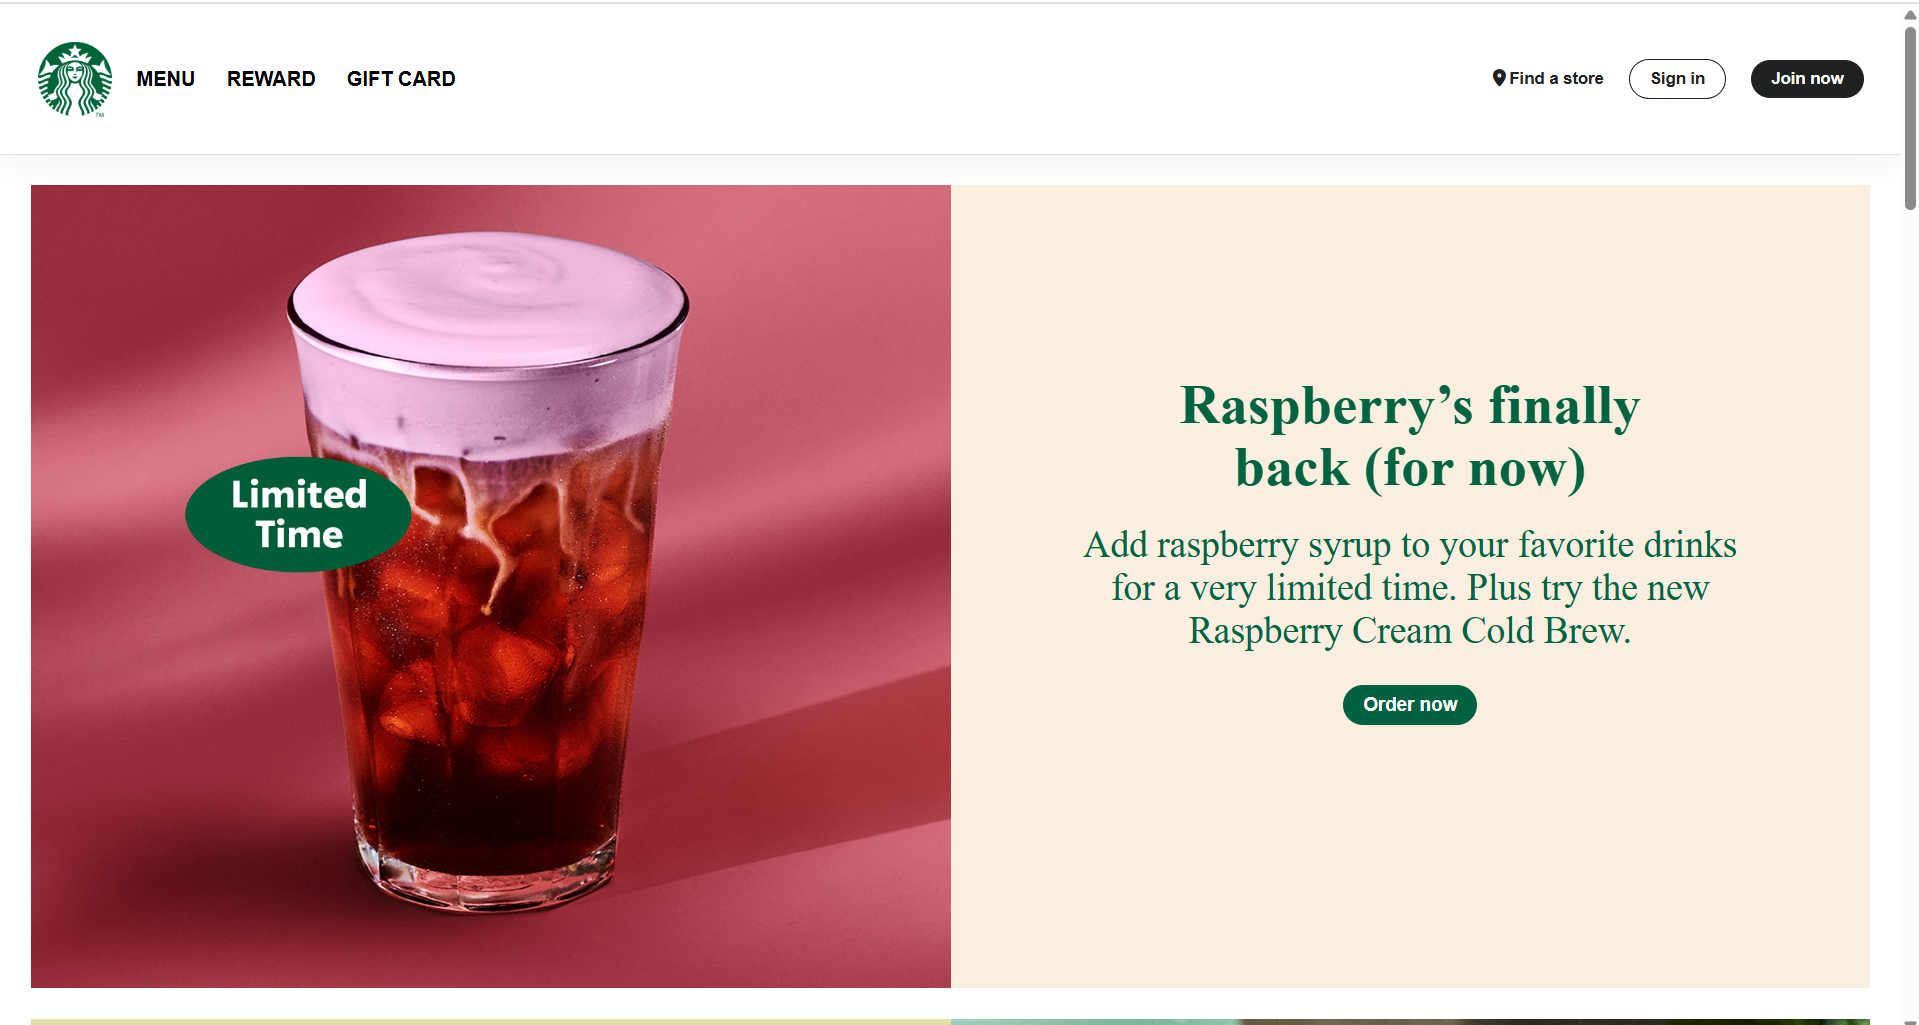 MENU
REWARD
GIFT CARD
Find a store
Sign in
Join now
TM
Limited
Time
Raspberry’s finally
back (for now)
Add raspberry syrup to your favorite drinks
for a very limited time. Plus try the new
Raspberry Cream Cold Brew.
Order now